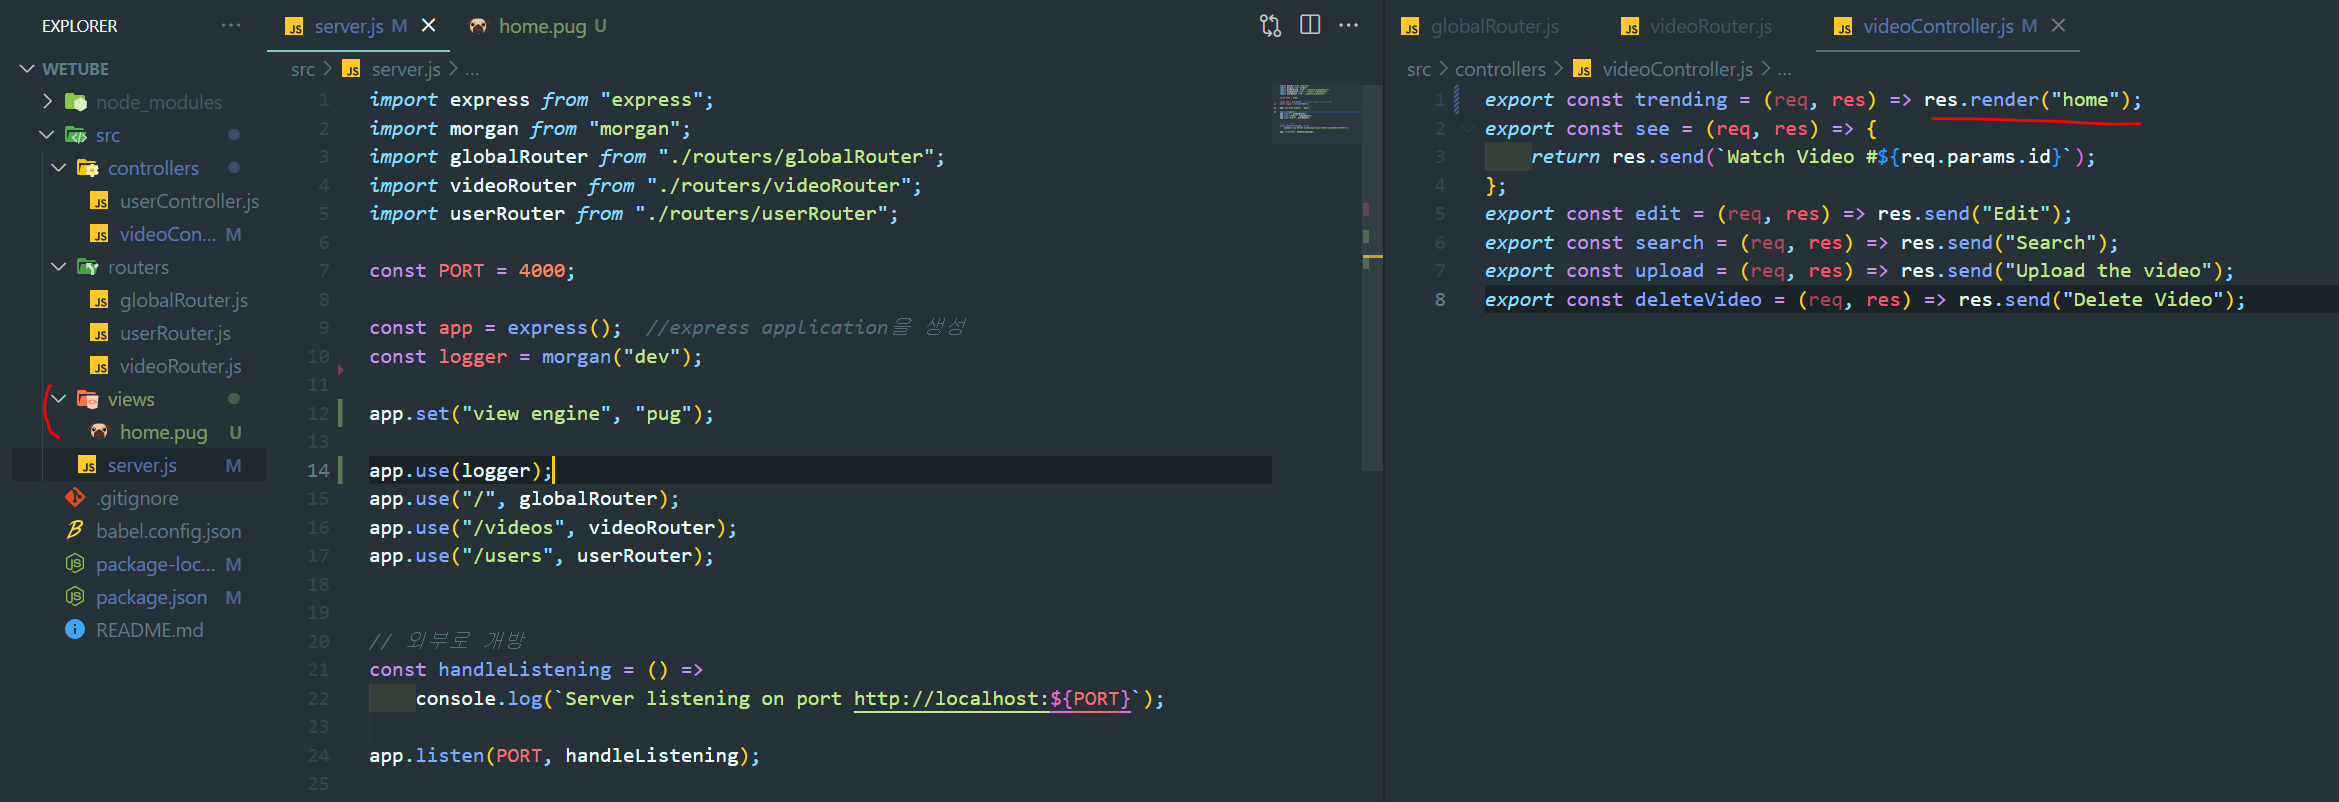 EXPLORER ···
WETUBE
node_modules
src
controllers
userController.js
videoCon... M
routers
globalRouter.js
userRouter.js
videoRouter.js
views
home.pug U
server.js M
.gitignore
babel.config.json
package-loc... M
package.json M
README.md
server.js M
home.pug U
src > server.js > ...
1 import express from "express";
2 import morgan from "morgan";
3 import globalRouter from "./routers/globalRouter";
4 import videoRouter from "./routers/videoRouter";
5 import userRouter from "./routers/userRouter";
6
7 const PORT = 4000;
8
9 const app = express();  //express application을 생성
10 const logger = morgan("dev");
11
12 app.set("view engine", "pug");
13
14 app.use(logger);
15 app.use("/", globalRouter);
16 app.use("/videos", videoRouter);
17 app.use("/users", userRouter);
18
19
20 // 외부로 개방
21 const handleListening = () =>
22     console.log(`Server listening on port http://localhost:${PORT}`);
23
24 app.listen(PORT, handleListening);
25
globalRouter.js
videoRouter.js
videoController.js M
src > controllers > videoController.js > ...
1 export const trending = (req, res) => res.render("home");
2 export const see = (req, res) => {
3     return res.send(`Watch Video #${req.params.id}`);
4 };
5 export const edit = (req, res) => res.send("Edit");
6 export const search = (req, res) => res.send("Search");
7 export const upload = (req, res) => res.send("Upload the video");
8 export const deleteVideo = (req, res) => res.send("Delete Video");